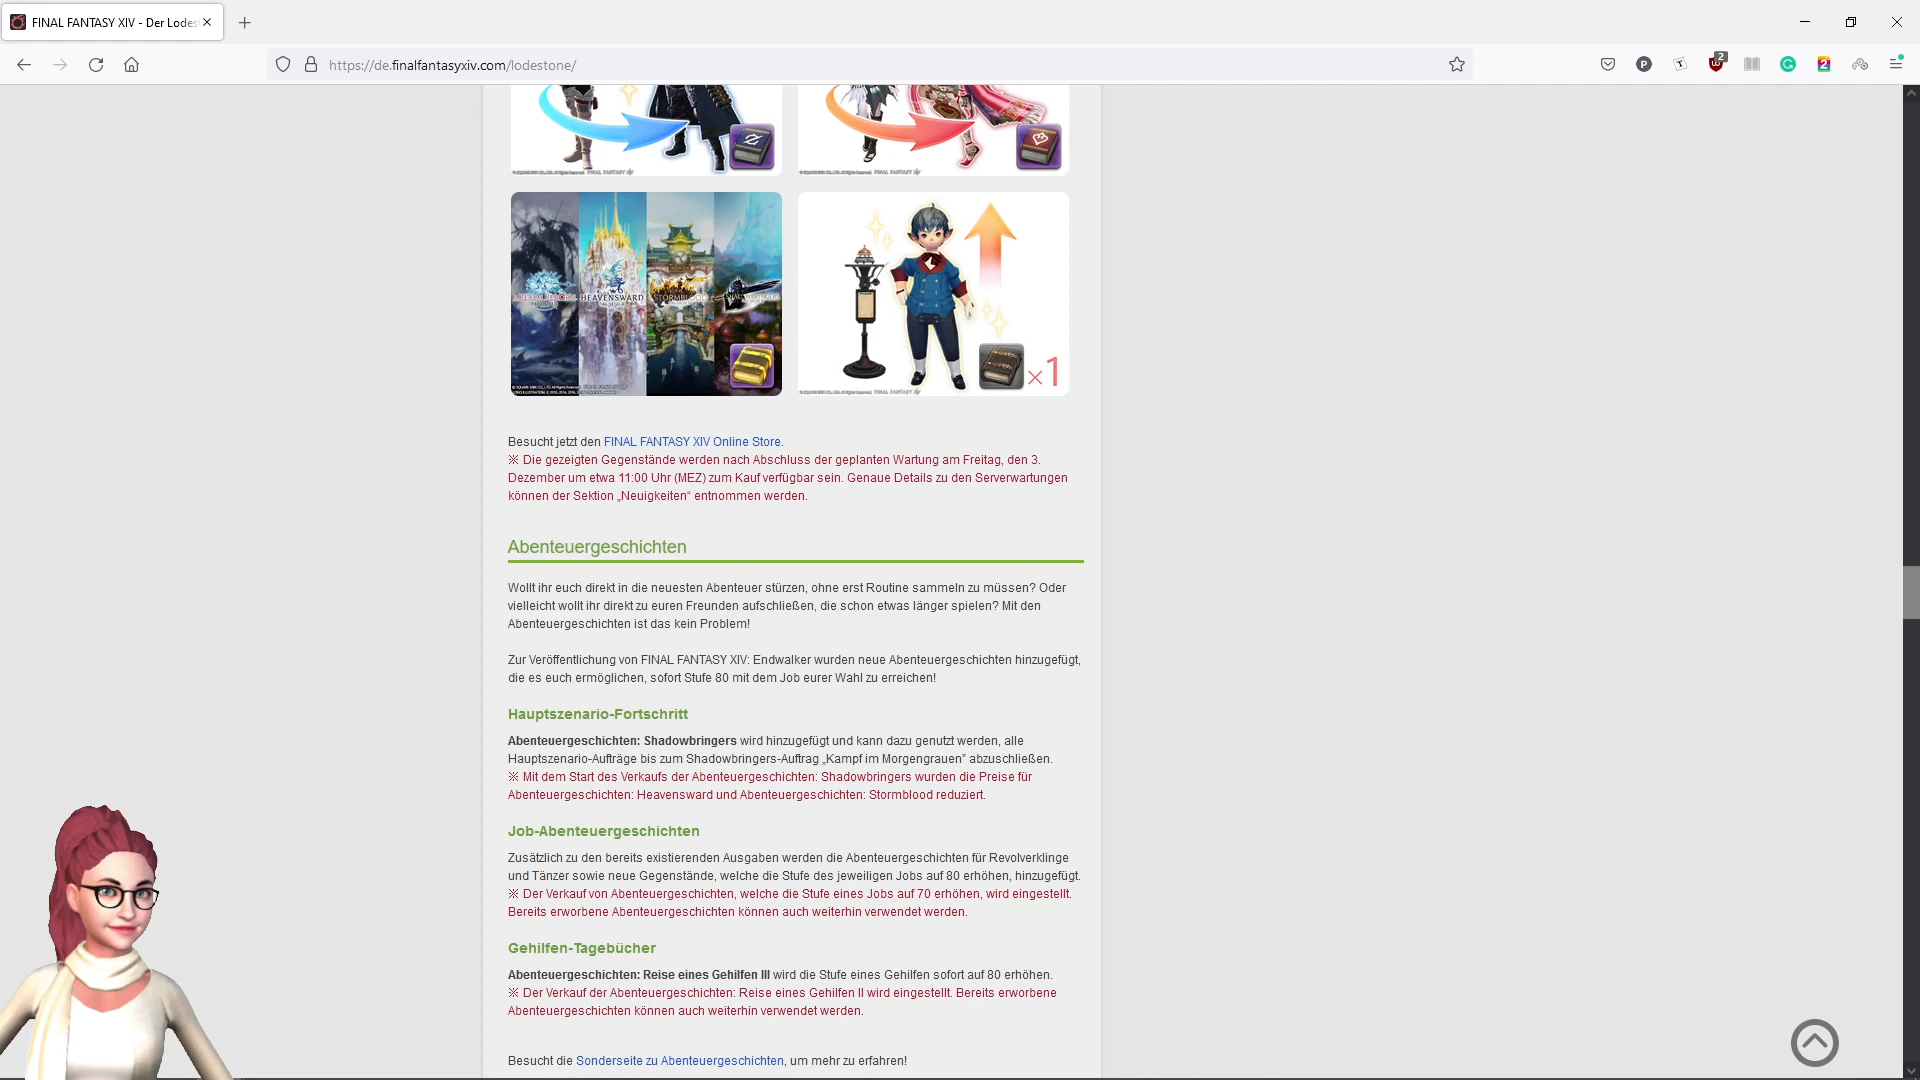 FINAL FANTASY XIV - Der Lodes
https://de.finalfantasyxiv.com/lodestone/
2
FINAL FANTASY XIV
FINAL FANTASY XIV
A REALM REBORN
HEAVENSWARD
STORMBLOOD
SHADOWBRINGERS
×1
Besucht jetzt den FINAL FANTASY XIV Online Store.
※ Die gezeigten Gegenstände werden nach Abschluss der geplanten Wartung am Freitag, den 3.
Dezember um etwa 11:00 Uhr (MEZ) zum Kauf verfügbar sein. Genaue Details zu den Serverwartungen
können der Sektion „Neuigkeiten“ entnommen werden.
Abenteuergeschichten
Wollt ihr euch direkt in die neuesten Abenteuer stürzen, ohne erst Routine sammeln zu müssen? Oder
vielleicht wollt ihr direkt zu euren Freunden aufschließen, die schon etwas länger spielen? Mit den
Abenteuergeschichten ist das kein Problem!
Zur Veröffentlichung von FINAL FANTASY XIV: Endwalker wurden neue Abenteuergeschichten hinzugefügt,
die es euch ermöglichen, sofort Stufe 80 mit dem Job eurer Wahl zu erreichen!
Hauptszenario-Fortschritt
Abenteuergeschichten: Shadowbringers wird hinzugefügt und kann dazu genutzt werden, alle
Hauptszenario-Aufträge bis zum Shadowbringers-Auftrag „Kampf im Morgengrauen” abzuschließen.
※ Mit dem Start des Verkaufs der Abenteuergeschichten: Shadowbringers wurden die Preise für
Abenteuergeschichten: Heavensward und Abenteuergeschichten: Stormblood reduziert.
Job-Abenteuergeschichten
Zusätzlich zu den bereits existierenden Ausgaben werden die Abenteuergeschichten für Revolverklinge
und Tänzer sowie neue Gegenstände, welche die Stufe des jeweiligen Jobs auf 80 erhöhen, hinzugefügt.
※ Der Verkauf von Abenteuergeschichten, welche die Stufe eines Jobs auf 70 erhöhen, wird eingestellt.
Bereits erworbene Abenteuergeschichten können auch weiterhin verwendet werden.
Gehilfen-Tagebücher
Abenteuergeschichten: Reise eines Gehilfen III wird die Stufe eines Gehilfen sofort auf 80 erhöhen.
※ Der Verkauf der Abenteuergeschichten: Reise eines Gehilfen II wird eingestellt. Bereits erworbene
Abenteuergeschichten können auch weiterhin verwendet werden.
Besucht die Sonderseite zu Abenteuergeschichten, um mehr zu erfahren!